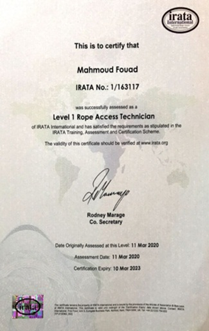 irata
International
This is to certify that
Mahmoud Fouad
IRATA No.: 1/163117
was successfully assessed as a
Level 1 Rope Access Technician
of IRATA International and has satisfied the requirements as stipulated in the
IRATA Training, Assessment and Certification Scheme.
The validity of this certificate should be verified at www.irata.org
Rodney Marage
Co. Secretary
Date Originally Assessed at this Level: 11 Mar 2020
Assessment Date: 11 Mar 2020
Certification Expiry: 10 Mar 2023
irata